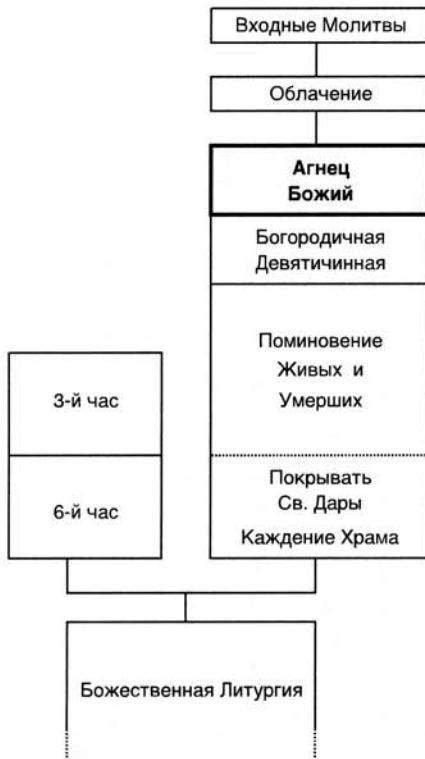 Входные Молитвы
Облачение
Агнец
Божий
Богородичная
Девятичинная
Поминовение
Живых и
Умерших
3-й час
6-й час
Покрывать
Св. Дары
Каждение Храма
Божественная Литургия